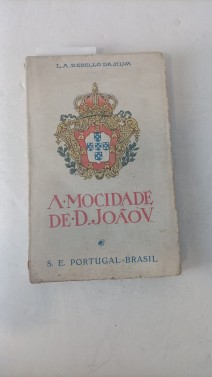 L. A. REBELLO DA SILVA
A·MOCIDADE
DE·D.JOÃO·V
S. E. PORTUGAL-BRASIL